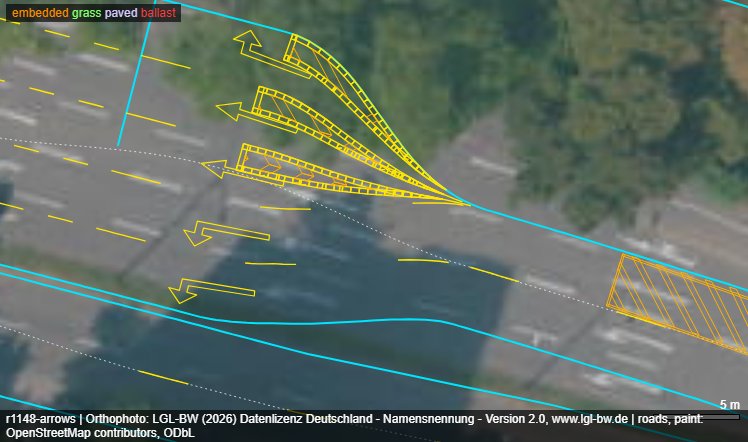 embedded grass paved ballast
5 m
r1148-arrows | Orthophoto: LGL-BW (2026) Datenlizenz Deutschland - Namensnennung - Version 2.0, www.lgl-bw.de | roads, paint:
OpenStreetMap contributors, ODbL